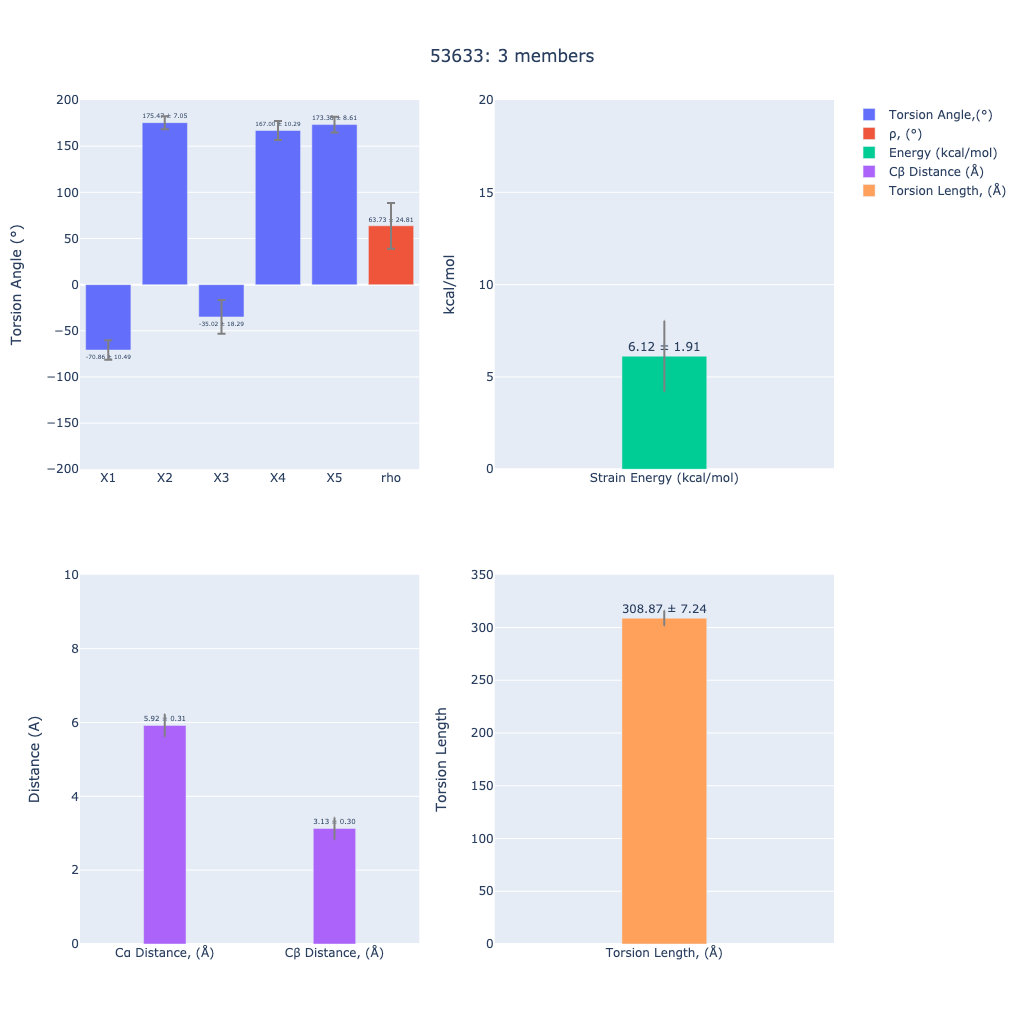 53633: 3 members
Torsion Angle (°)
200
150
100
50
0
−50
−100
−150
−200
175.47 ± 7.05
167.00 ± 10.29
173.38 ± 8.61
63.73 ± 24.81
-35.02 ± 18.29
± 10.49
X1
X2
X3
X4
X5
rho
kcal/mol
20
15
10
5
0
6.12 ± 1.91
Strain Energy (kcal/mol)
Torsion Angle,(°)
ρ, (°)
Energy (kcal/mol)
Cβ Distance (Å)
Torsion Length, (Å)
Distance (A)
10
8
6
4
2
0
5.92 ± 0.31
3.13 ± 0.30
Cα Distance, (Å)
Cβ Distance, (Å)
Torsion Length
350
300
250
200
150
100
50
0
308.87 ± 7.24
Torsion Length, (Å)